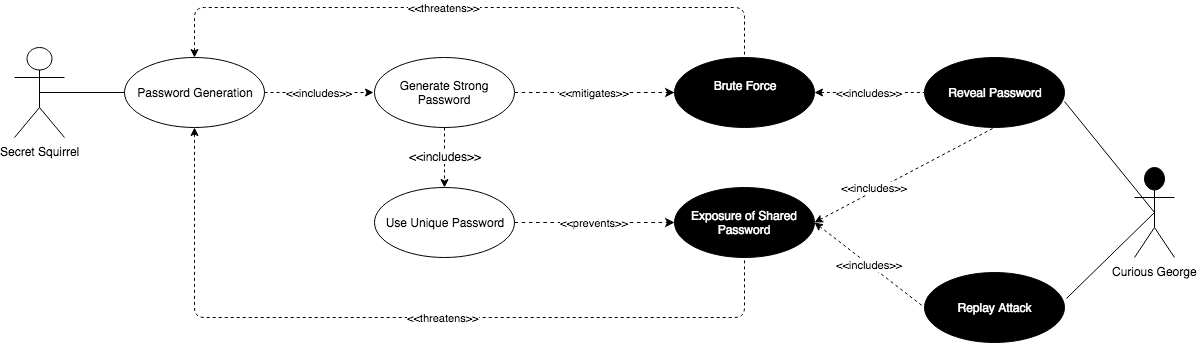 <<threatens>>
Secret Squirrel
Password Generation
<<includes>>
Generate Strong
Password
<<mitigates>>
Brute Force
<<includes>>
Reveal Password
<<includes>>
<<includes>>
Use Unique Password
<<prevents>>
Exposure of Shared
Password
<<includes>>
Curious George
Replay Attack
<<threatens>>